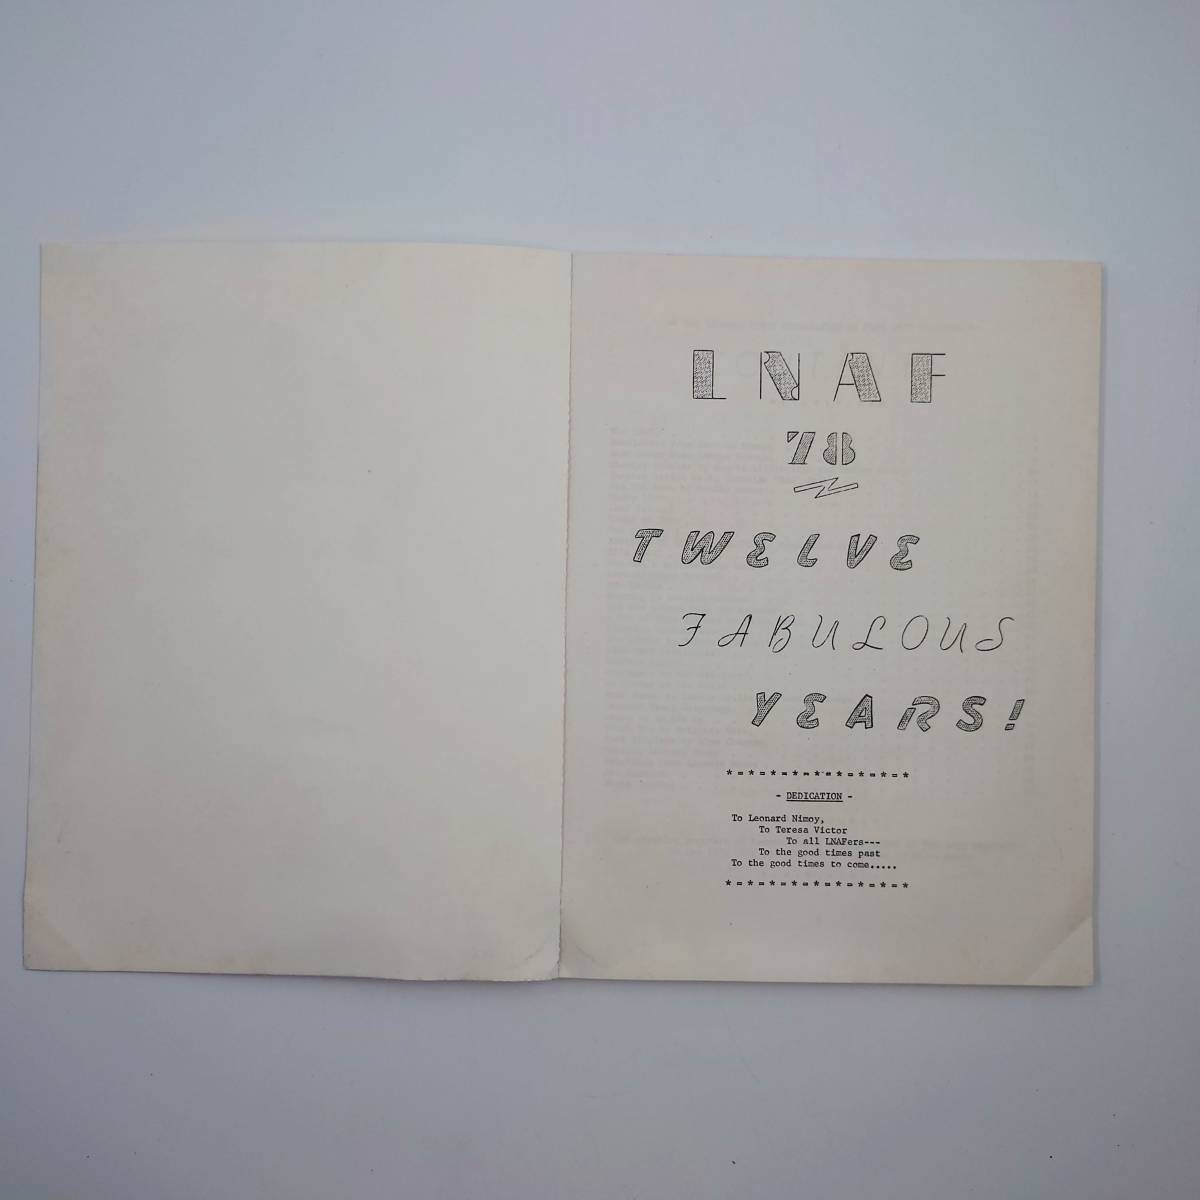 LNAF
78
TWELVE
FABULOUS
YEARS!
*=*=*=*=*=*=*=*=*
- DEDICATION -
To Leonard Nimoy,
To Teresa Victor
To all LNAFers---
To the good times past
To the good times to come.....
*=*=*=*=*=*=*=*=*